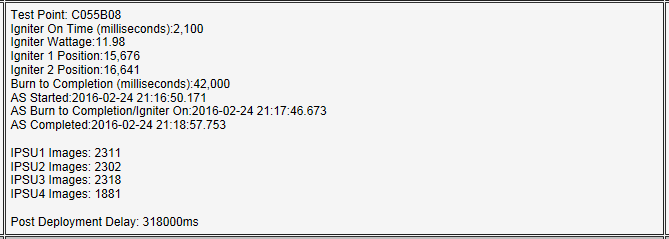 Test Point: C055B08
Igniter On Time (milliseconds):2,100
Igniter Wattage:11.98
Igniter 1 Position:15,676
Igniter 2 Position:16,641
Burn to Completion (milliseconds):42,000
AS Started:2016-02-24 21:16:50.171
AS Burn to Completion/Igniter On:2016-02-24 21:17:46.673
AS Completed:2016-02-24 21:18:57.753
IPSU1 Images: 2311
IPSU2 Images: 2302
IPSU3 Images: 2318
IPSU4 Images: 1881
Post Deployment Delay: 318000ms